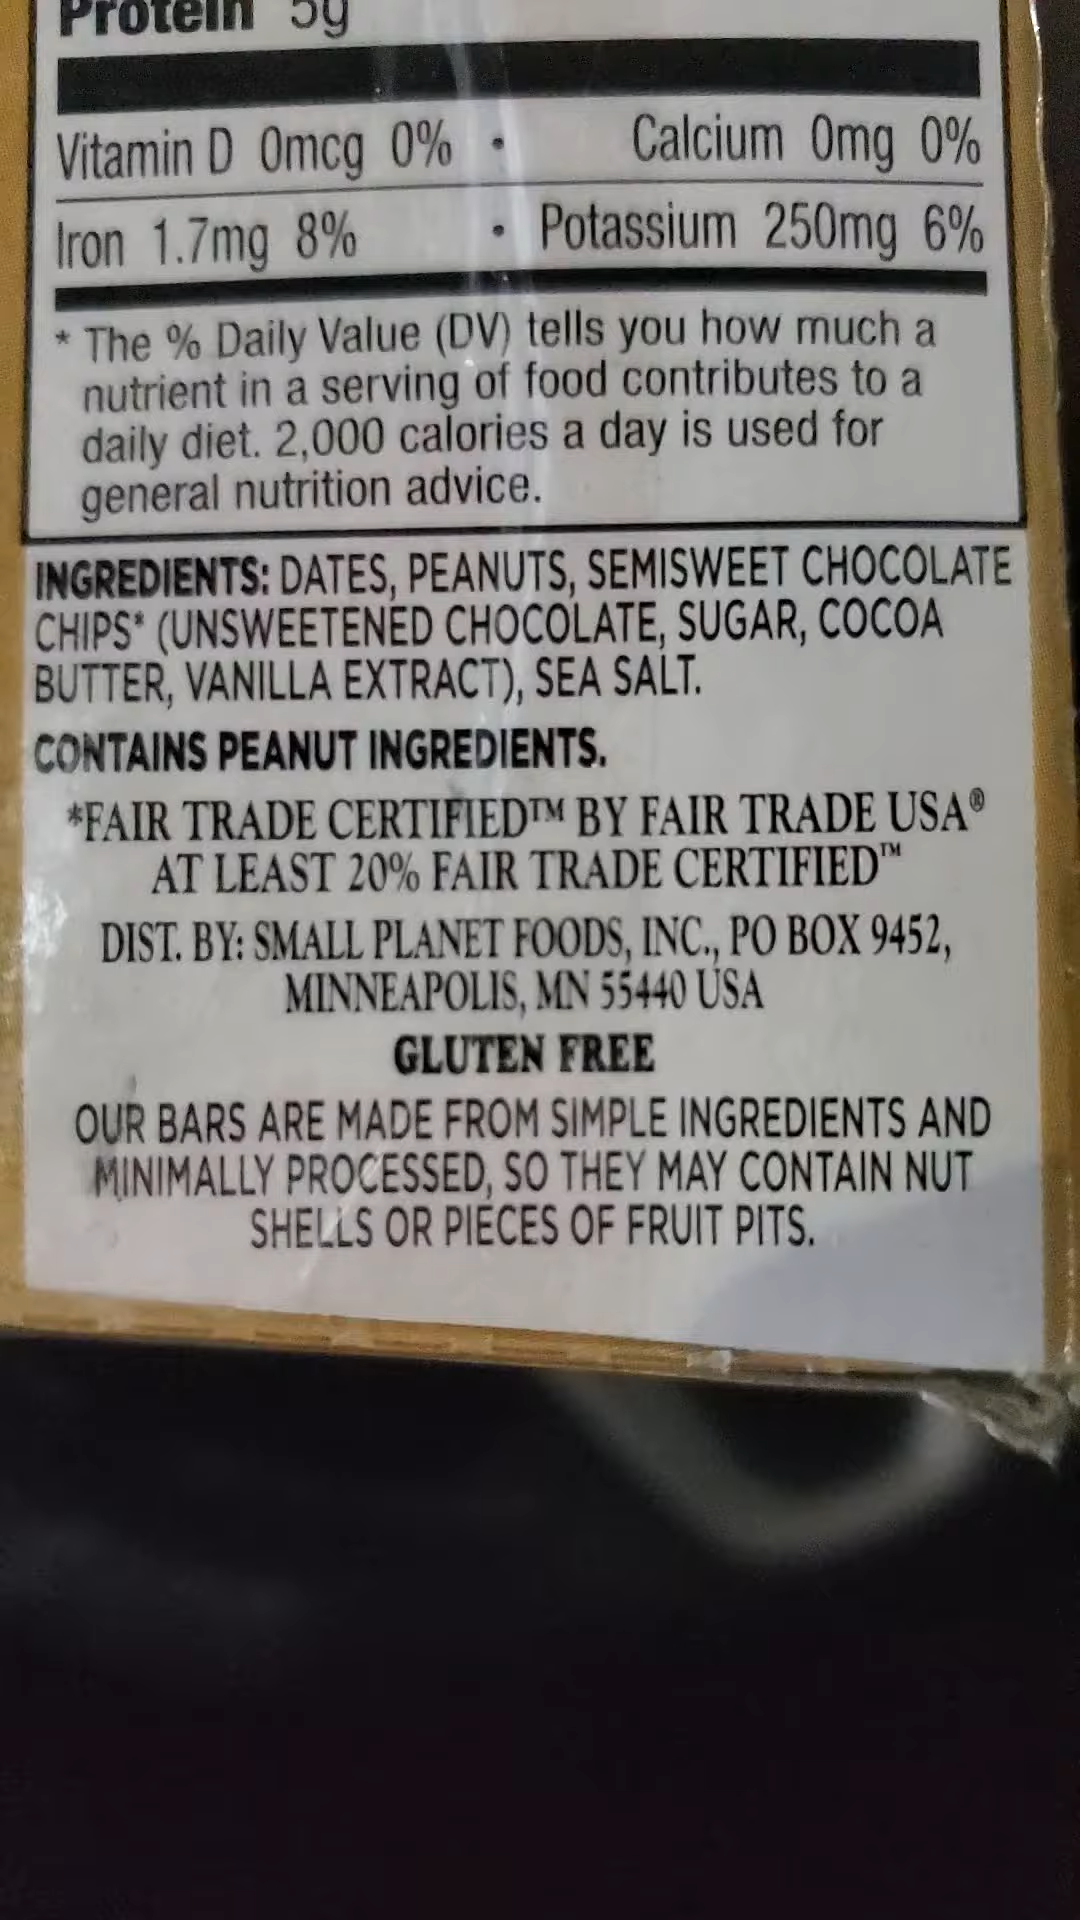 Protein 5g
Vitamin D 0mcg 0% • Calcium 0mg 0%
Iron 1.7mg 8% • Potassium 250mg 6%
* The % Daily Value (DV) tells you how much a
nutrient in a serving of food contributes to a
daily diet. 2,000 calories a day is used for
general nutrition advice.
INGREDIENTS: DATES, PEANUTS, SEMISWEET CHOCOLATE
CHIPS* (UNSWEETENED CHOCOLATE, SUGAR, COCOA
BUTTER, VANILLA EXTRACT), SEA SALT.
CONTAINS PEANUT INGREDIENTS.
*FAIR TRADE CERTIFIED™ BY FAIR TRADE USA®
AT LEAST 20% FAIR TRADE CERTIFIED™
DIST. BY: SMALL PLANET FOODS, INC., PO BOX 9452,
MINNEAPOLIS, MN 55440 USA
GLUTEN FREE
OUR BARS ARE MADE FROM SIMPLE INGREDIENTS AND
MINIMALLY PROCESSED, SO THEY MAY CONTAIN NUT
SHELLS OR PIECES OF FRUIT PITS.